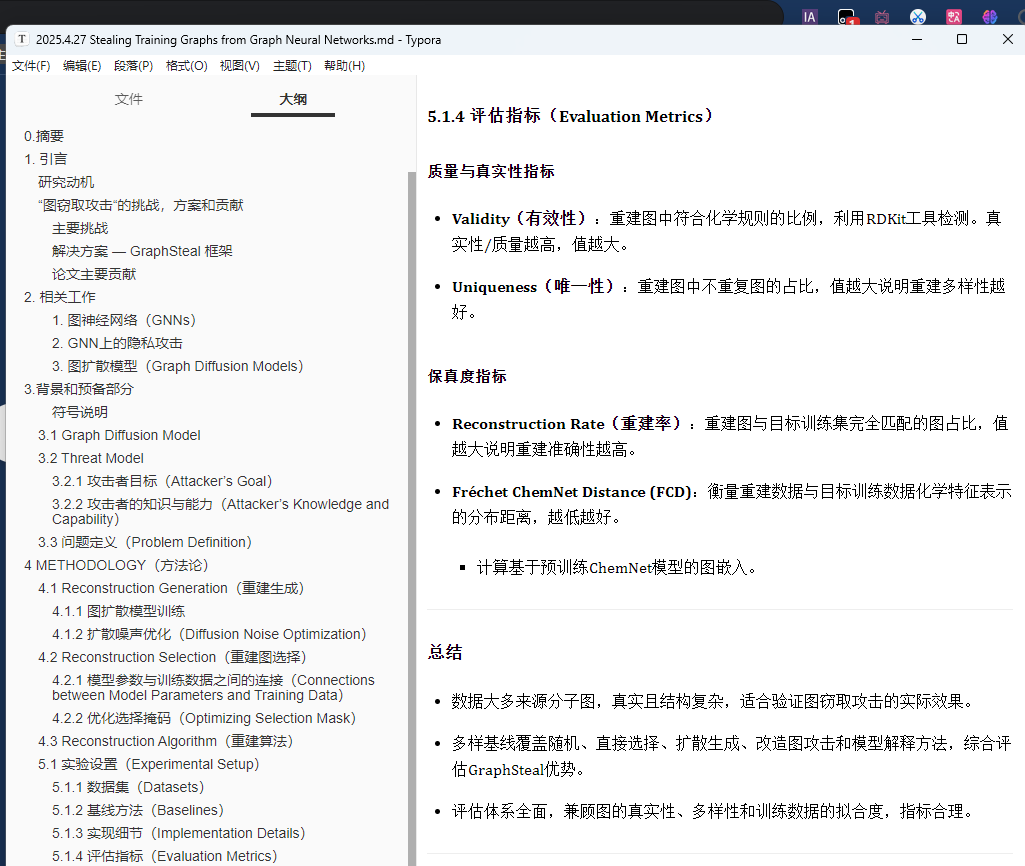 IA
1
T 2025.4.27 Stealing Training Graphs from Graph Neural Networks.md - Typora
文件(F) 编辑(E) 段落(P) 格式(O) 视图(V) 主题(T) 帮助(H)
文件 大纲
0.摘要
1. 引言
研究动机
“图窃取攻击“的挑战，方案和贡献
主要挑战
解决方案 — GraphSteal 框架
论文主要贡献
2. 相关工作
1. 图神经网络（GNNs）
2. GNN上的隐私攻击
3. 图扩散模型（Graph Diffusion Models）
3.背景和预备部分
符号说明
3.1 Graph Diffusion Model
3.2 Threat Model
3.2.1 攻击者目标（Attacker’s Goal）
3.2.2 攻击者的知识与能力（Attacker’s Knowledge and
Capability）
3.3 问题定义（Problem Definition）
4 METHODOLOGY（方法论）
4.1 Reconstruction Generation（重建生成）
4.1.1 图扩散模型训练
4.1.2 扩散噪声优化（Diffusion Noise Optimization）
4.2 Reconstruction Selection（重建图选择）
4.2.1 模型参数与训练数据之间的连接（Connections
between Model Parameters and Training Data）
4.2.2 优化选择掩码（Optimizing Selection Mask）
4.3 Reconstruction Algorithm（重建算法）
5.1 实验设置（Experimental Setup）
5.1.1 数据集（Datasets）
5.1.2 基线方法（Baselines）
5.1.3 实现细节（Implementation Details）
5.1.4 评估指标（Evaluation Metrics）
5.1.4 评估指标（Evaluation Metrics）
质量与真实性指标
• Validity（有效性）：重建图中符合化学规则的比例，利用RDKit工具检测。真
实性/质量越高，值越大。
• Uniqueness（唯一性）：重建图中不重复图的占比，值越大说明重建多样性越
好。
保真度指标
• Reconstruction Rate（重建率）：重建图与目标训练集完全匹配的图占比，值
越大说明重建准确性越高。
• Fréchet ChemNet Distance (FCD)：衡量重建数据与目标训练数据化学特征表示
的分布距离，越低越好。
▪ 计算基于预训练ChemNet模型的图嵌入。
总结
• 数据大多来源分子图，真实且结构复杂，适合验证图窃取攻击的实际效果。
• 多样基线覆盖随机、直接选择、扩散生成、改造图攻击和模型解释方法，综合评
估GraphSteal优势。
• 评估体系全面，兼顾图的真实性、多样性和训练数据的拟合度，指标合理。